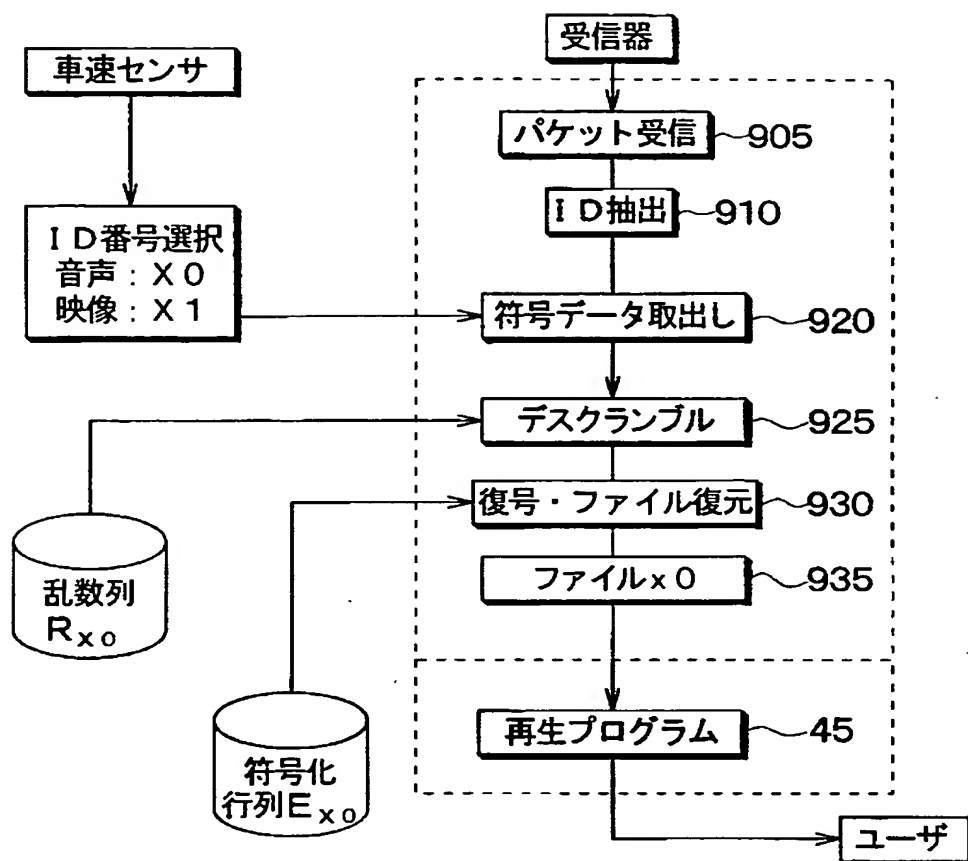 受信器
車速センサ
パケット受信 905
ID抽出 910
ID番号選択
音声:X0
映像:X1
符号データ取出し 920
デスクランブル 925
復号・ファイル復元 930
ファイルx0 935
乱数列
Rx0
再生プログラム 45
符号化
行列Ex0
ユーザ